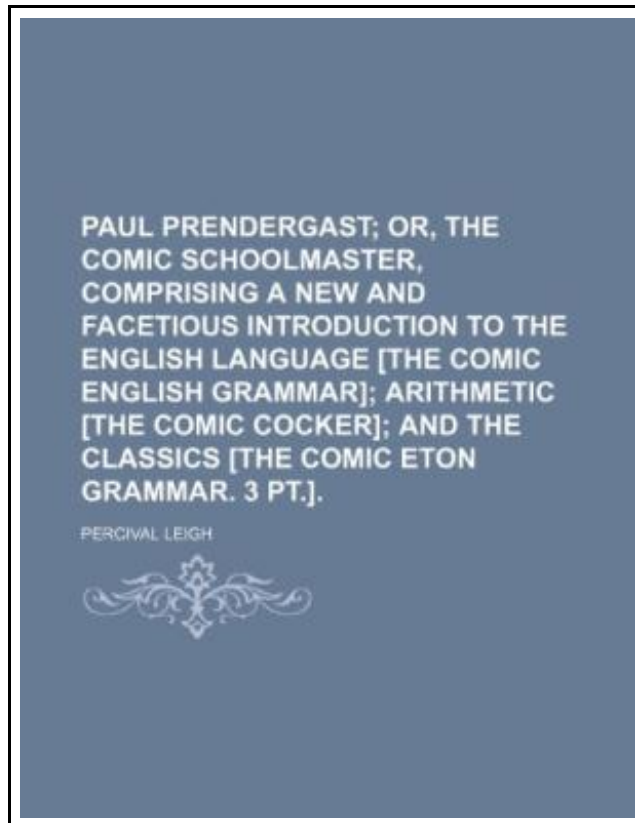 PAUL PRENDERGAST; OR, THE
COMIC SCHOOLMASTER,
COMPRISING A NEW AND
FACETIOUS INTRODUCTION TO THE
ENGLISH LANGUAGE [THE COMIC
ENGLISH GRAMMAR]; ARITHMETIC
[THE COMIC COCKER]; AND THE
CLASSICS [THE COMIC ETON
GRAMMAR. 3 PT.].
PERCIVAL LEIGH